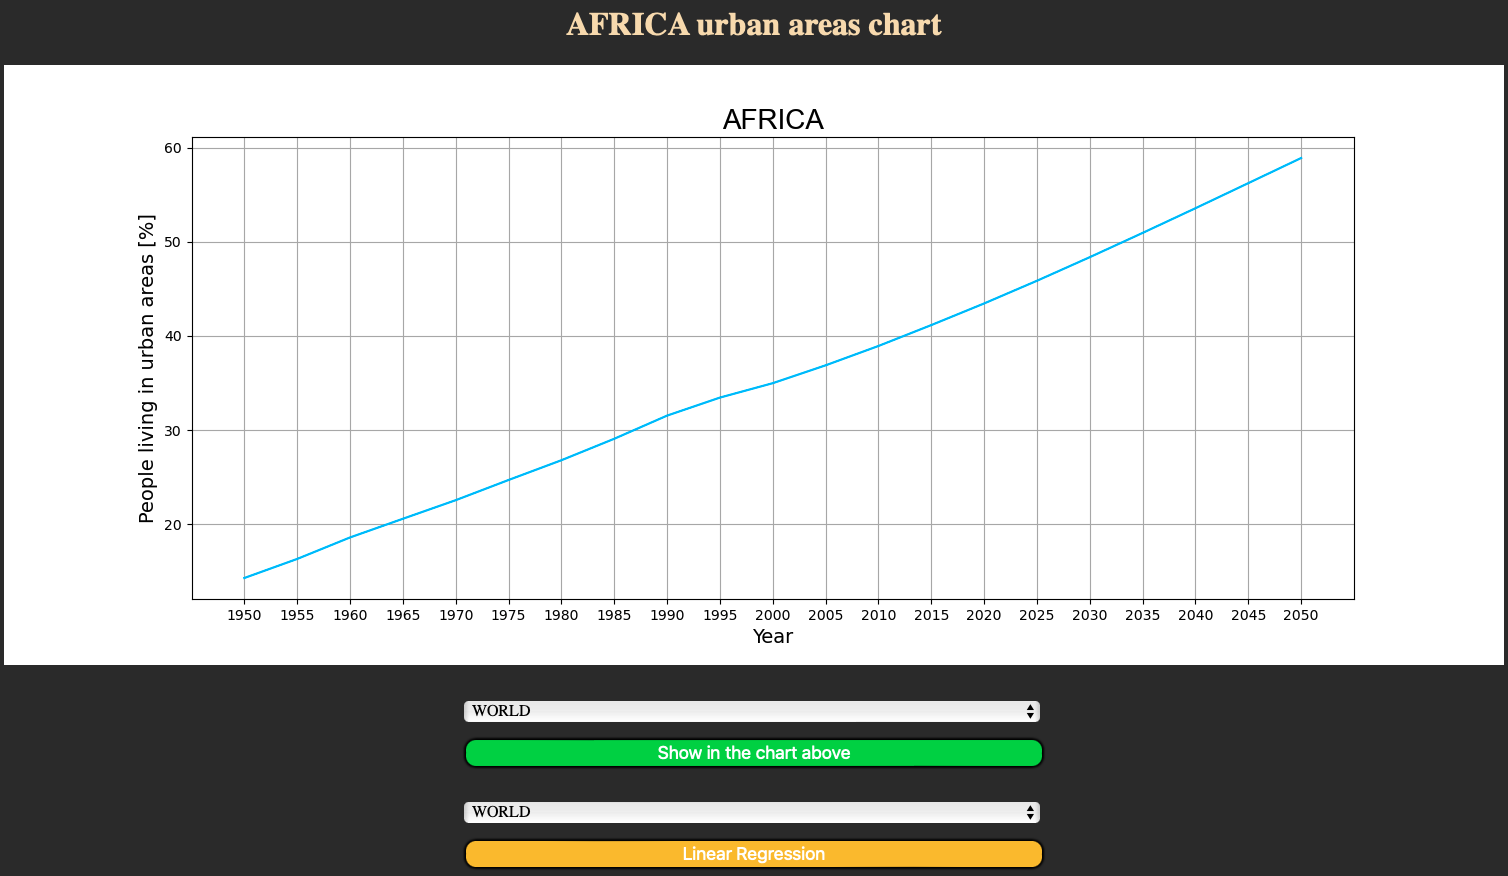 AFRICA urban areas chart
AFRICA
People living in urban areas [%]
60
50
40
30
20
1950 1955 1960 1965 1970 1975 1980 1985 1990 1995 2000 2005 2010 2015 2020 2025 2030 2035 2040 2045 2050
Year
WORLD
Show in the chart above
WORLD
Linear Regression